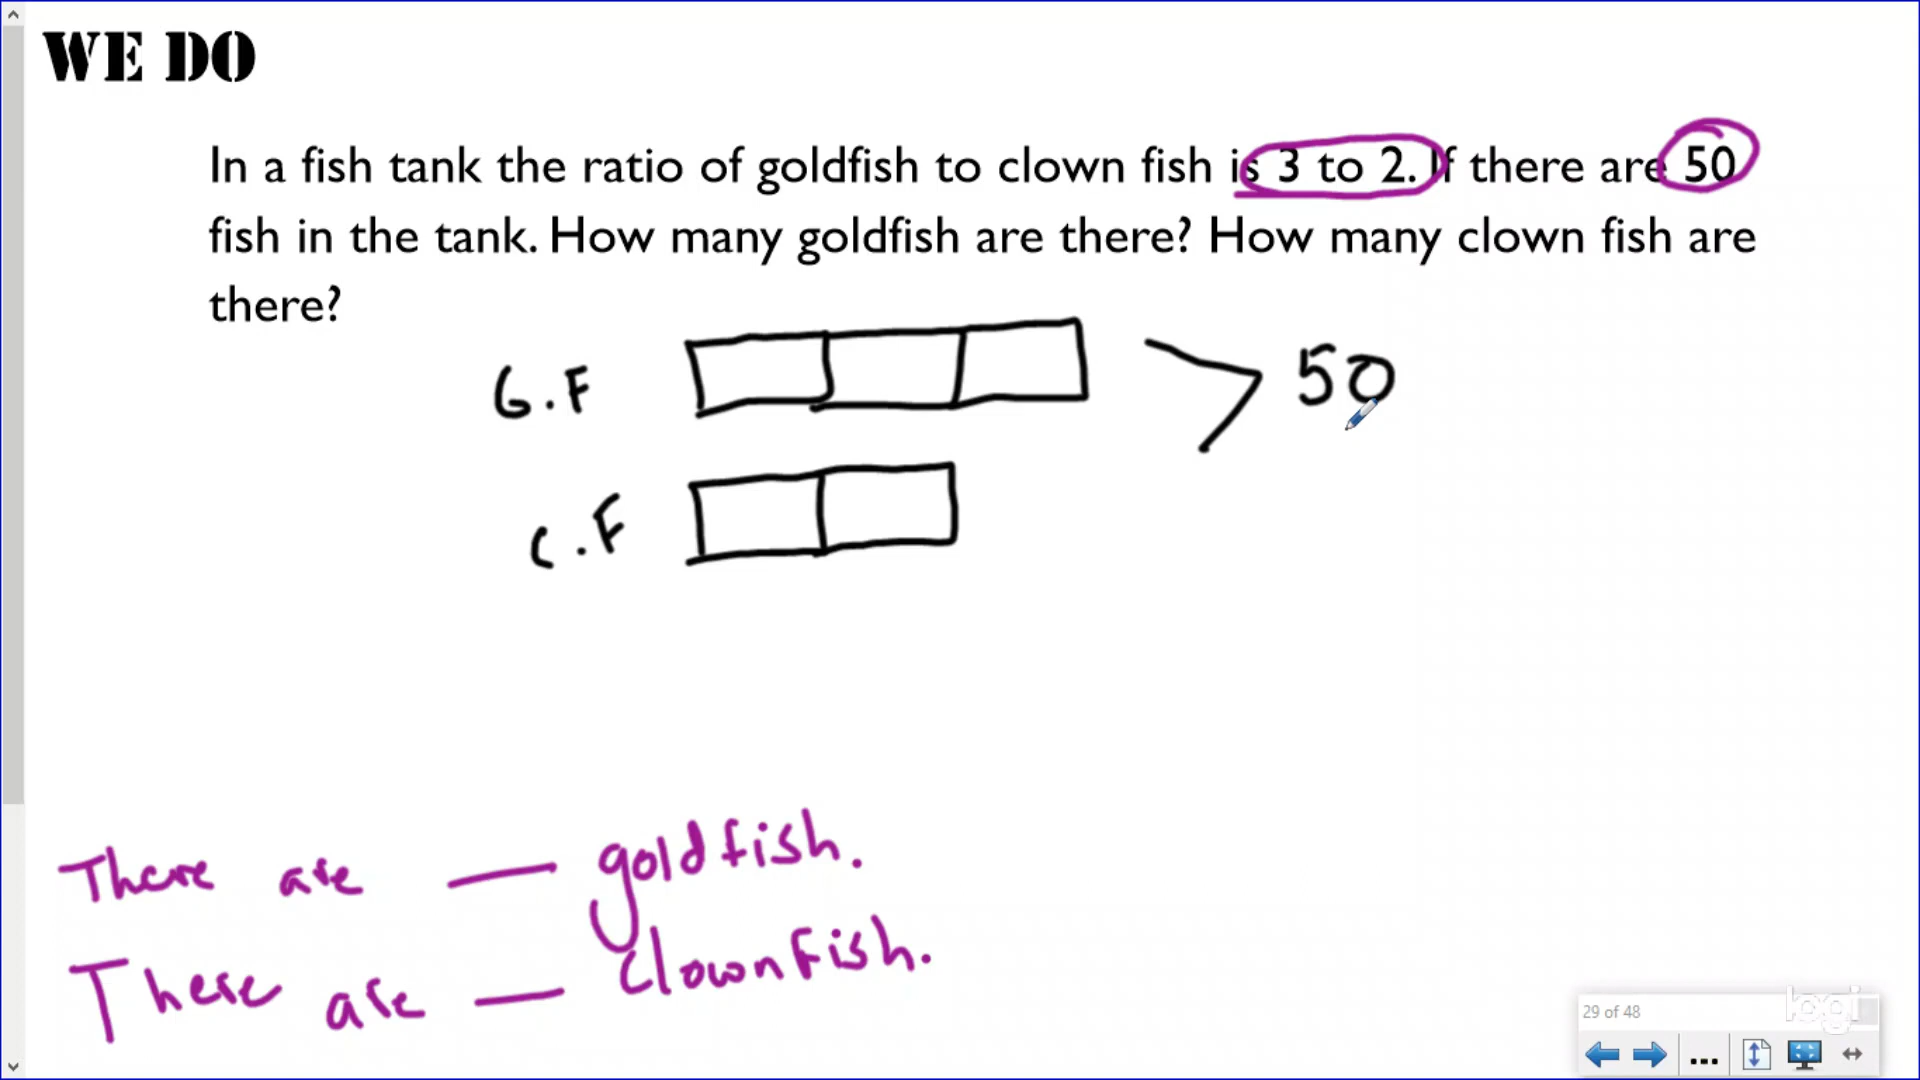 WE DO
In a fish tank the ratio of goldfish to clown fish is 3 to 2. If there are 50
fish in the tank. How many goldfish are there? How many clown fish are
there?
G.F
50
C.F
There are — goldfish.
There are — clownfish.
29 of 48
logi